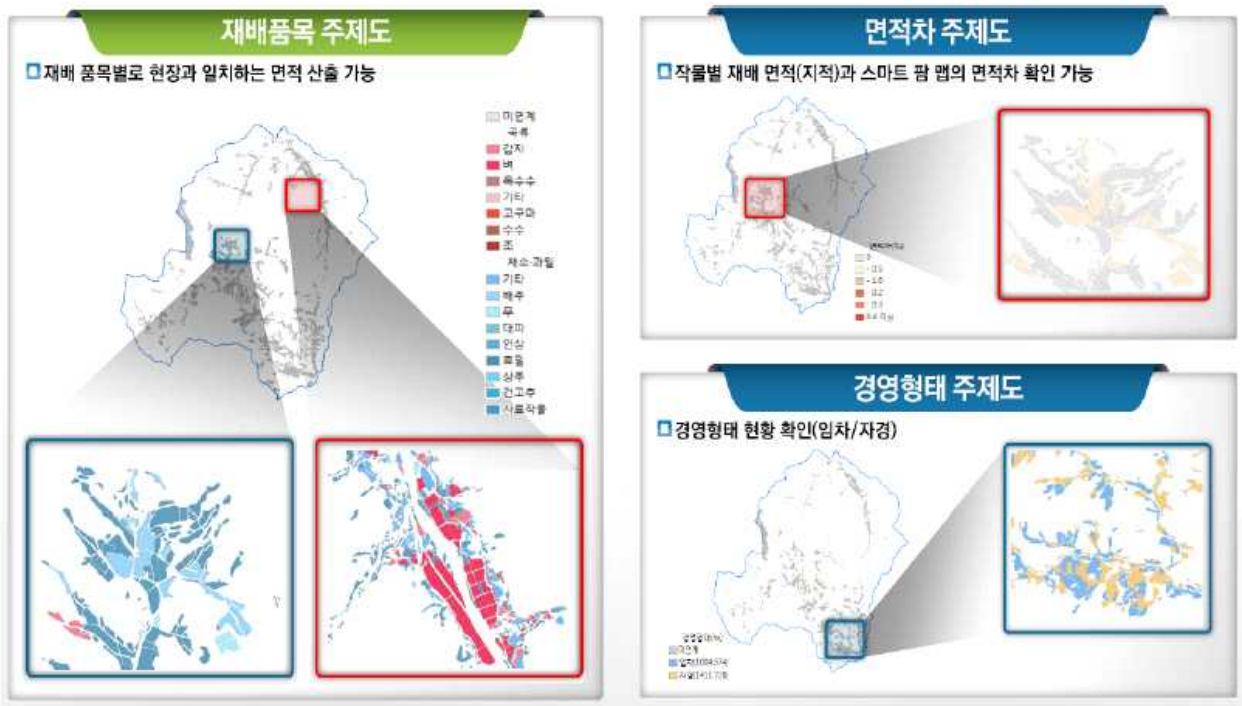 재배품목 주제도
재배 품목별로 현장과 일치하는 면적 산출 가능
미연계
곡류
감자
벼
옥수수
기타
고구마
수수
조
채소·과일
기타
배추
무
대파
인삼
호밀
상추
건고추
사료작물
면적차 주제도
작물별 재배 면적(지적)과 스마트 팜 맵의 면적차 확인 가능
0
경영형태 주제도
경영형태 현황 확인(임차/자경)
미연계